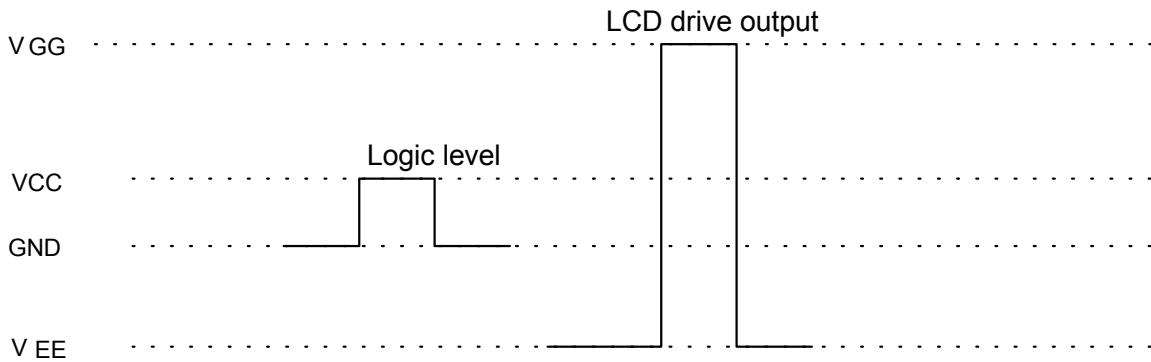 LCD drive output
V GG
Logic level
VCC
GND
V EE